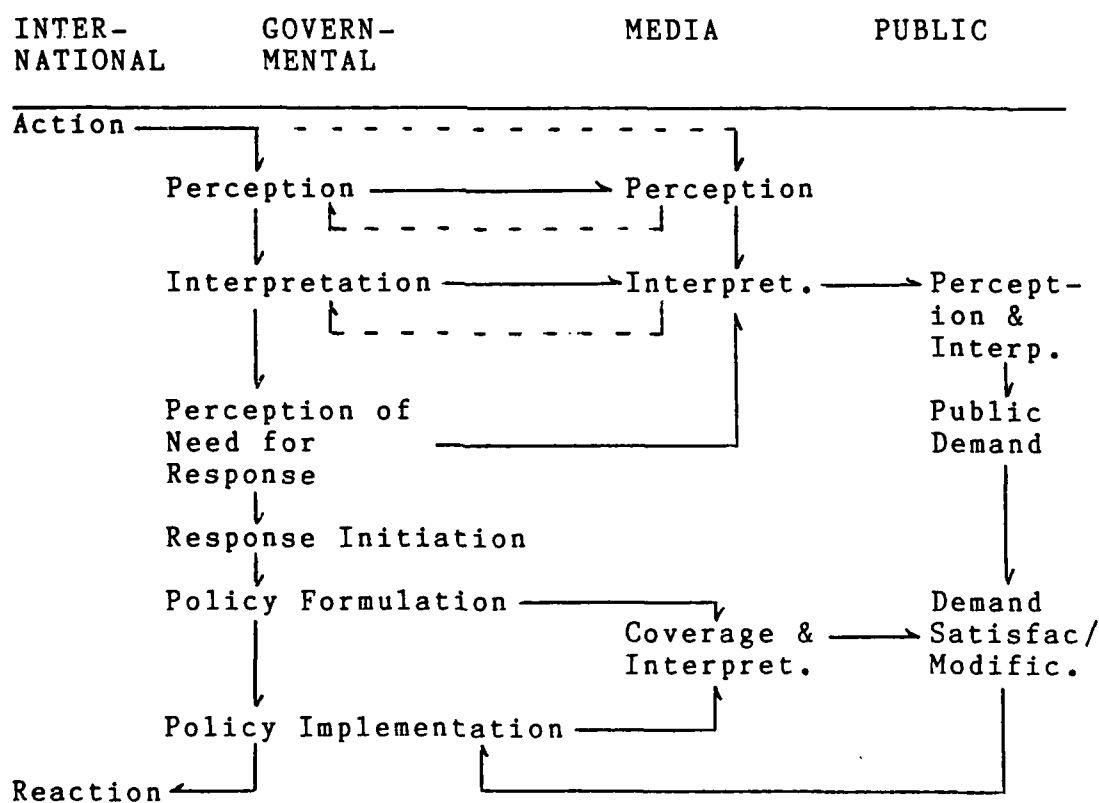 INTER- GOVERN- MEDIA PUBLIC
NATIONAL MENTAL
Action
Perception Perception
Interpretation Interpret. Percept-
ion &
Interp.
Perception of Public
Need for Demand
Response
Response Initiation
Policy Formulation Demand
Coverage & Satisfac/
Interpret. Modific.
Policy Implementation
Reaction